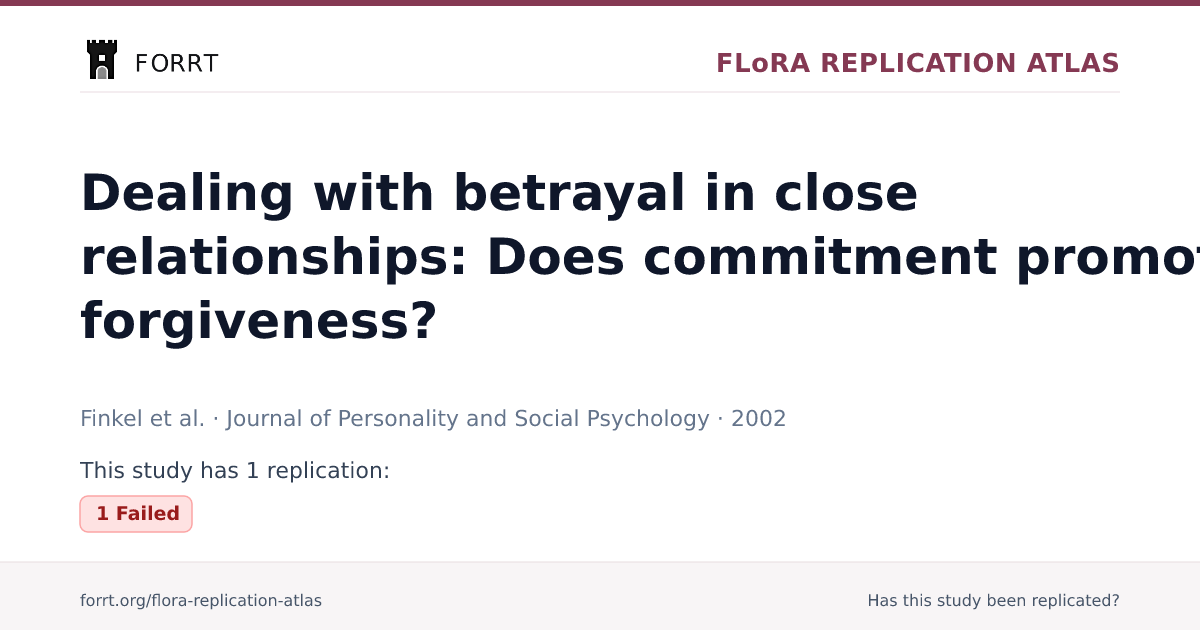 FORRT
FLoRA REPLICATION ATLAS
Dealing with betrayal in close
relationships: Does commitment promo
forgiveness?
Finkel et al. · Journal of Personality and Social Psychology · 2002
This study has 1 replication:
1 Failed
forrt.org/flora-replication-atlas
Has this study been replicated?